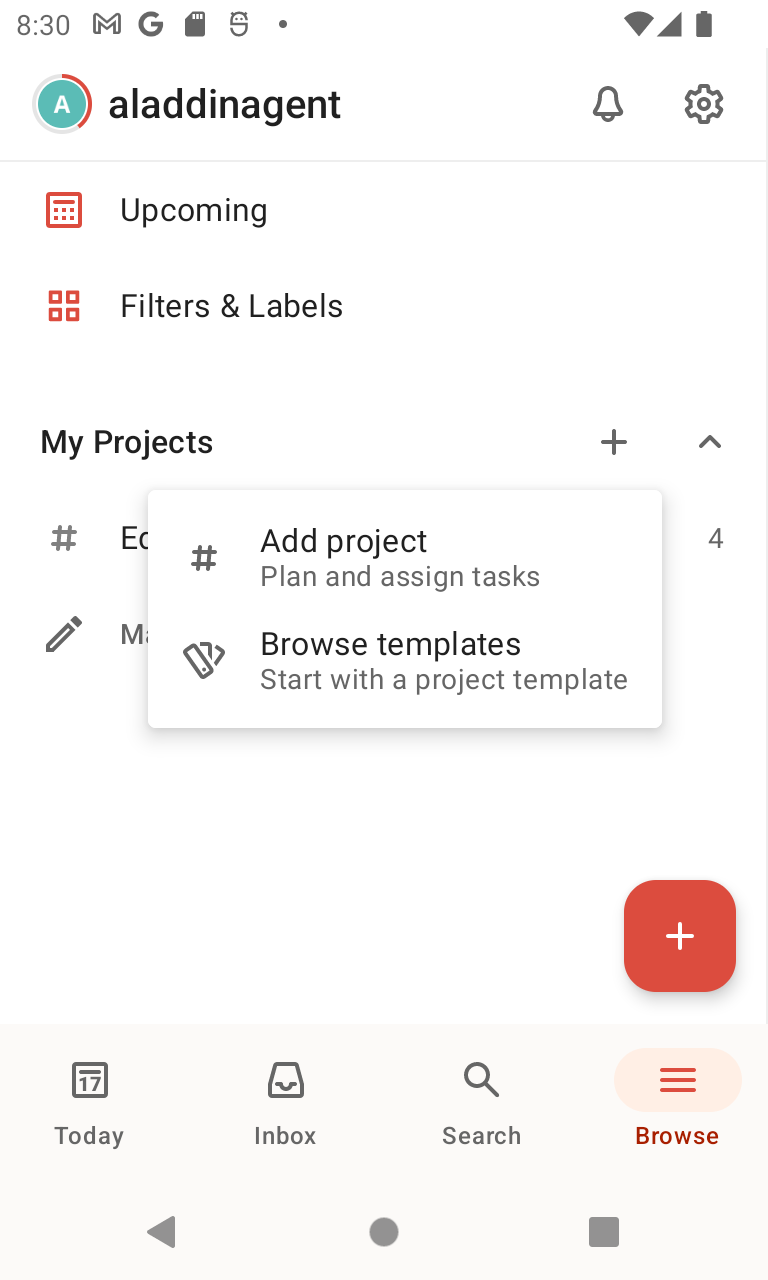 8:30
A
aladdinagent
Upcoming
Filters & Labels
My Projects
4
Add project
Plan and assign tasks
Browse templates
Start with a project template
17
Today
Inbox
Search
Browse